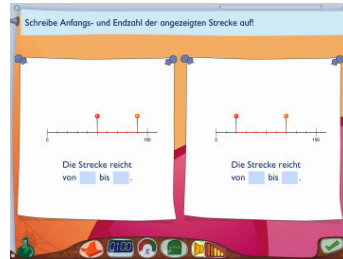 Schreibe Anfangs- und Endzahl der angezeigten Strecke auf!
0 100
Die Strecke reicht
von bis .
0 100
Die Strecke reicht
von bis .